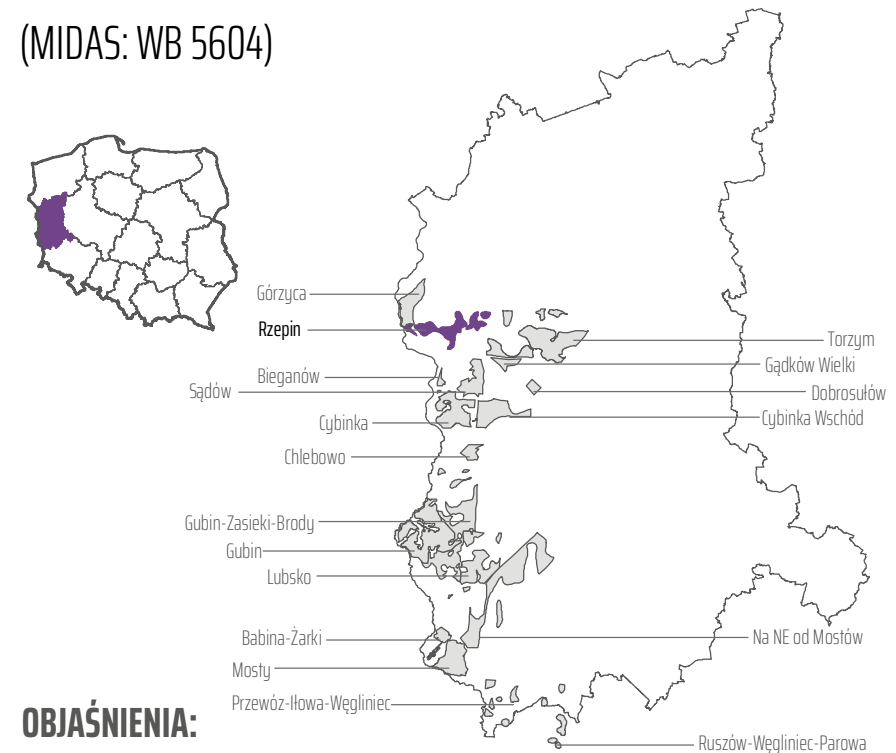 (MIDAS: WB 5604)
Górzyca
Rzepin
Torzym
Gądków Wielki
Bieganów
Sądów
Dobrosułów
Cybinka
Cybinka Wschód
Chlebowo
Gubin-Zasieki-Brody
Gubin
Lubsko
Babina-Żarki
Na NE od Mostów
Mosty
Przewóz-Iłowa-Węgliniec
OBJAŚNIENIA:
Ruszów-Węgliniec-Parowa